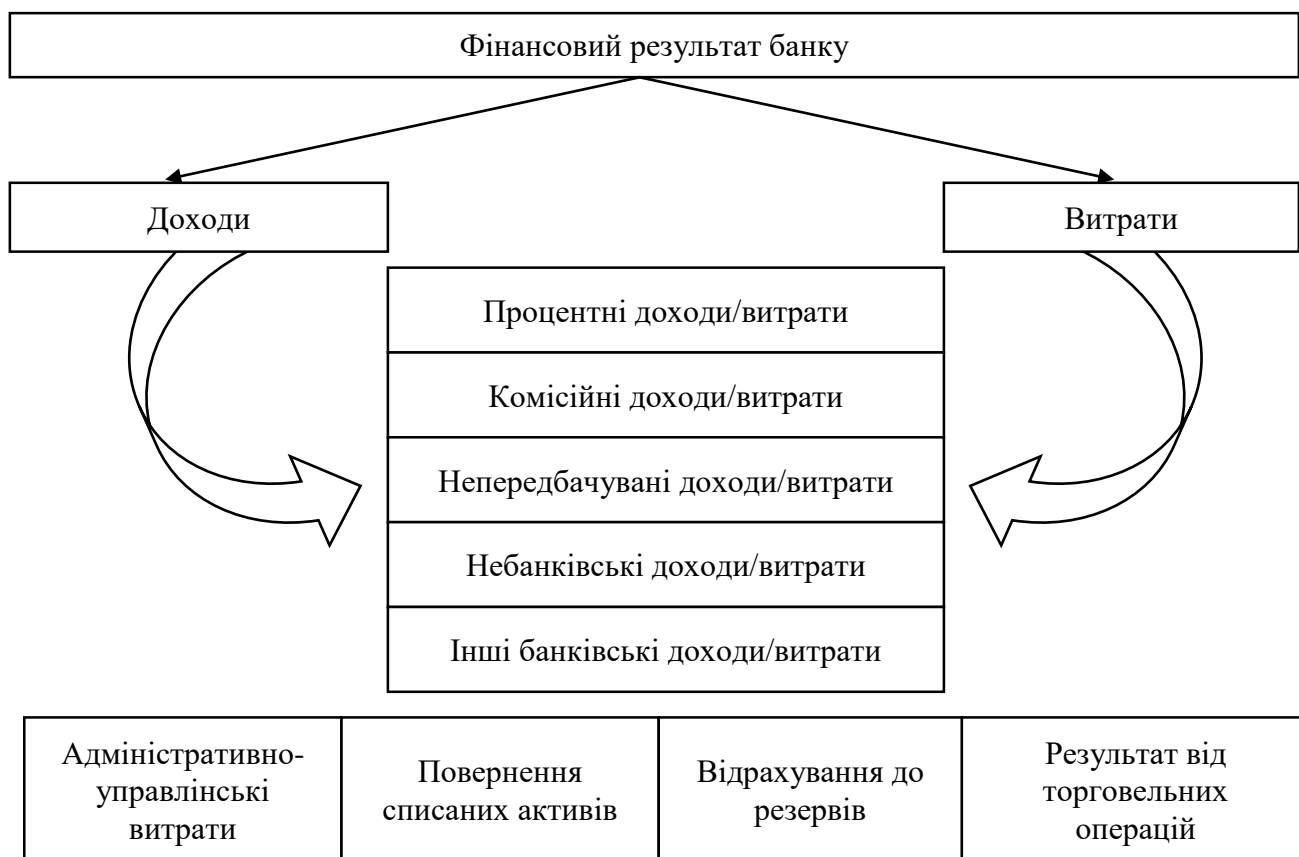 Фінансовий результат банку
Доходи
Витрати
Процентні доходи/витрати
Комісійні доходи/витрати
Непередбачувані доходи/витрати
Небанківські доходи/витрати
Інші банківські доходи/витрати
Адміністративно-
управлінські
витрати
Повернення
списаних активів
Відрахування до
резервів
Результат від
торговельних
операцій